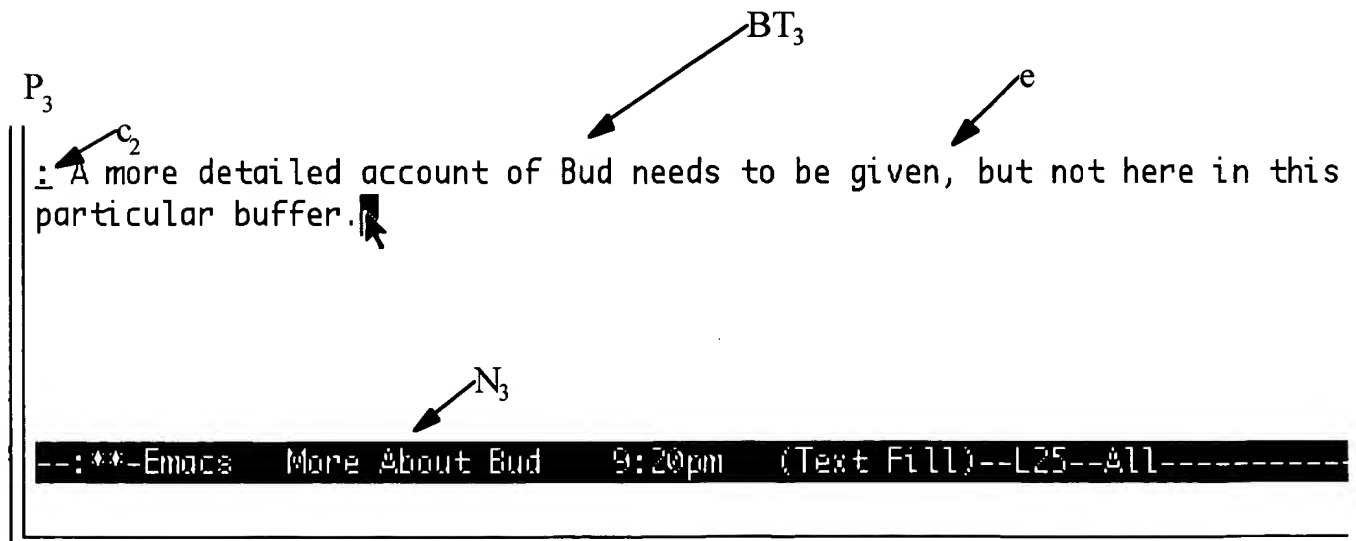 BT₃
e
P₃
c₂
: A more detailed account of Bud needs to be given, but not here in this
particular buffer.
N₃
--:**-Emacs   More About Bud   9:20pm   (Text Fill)--L25--All-----------